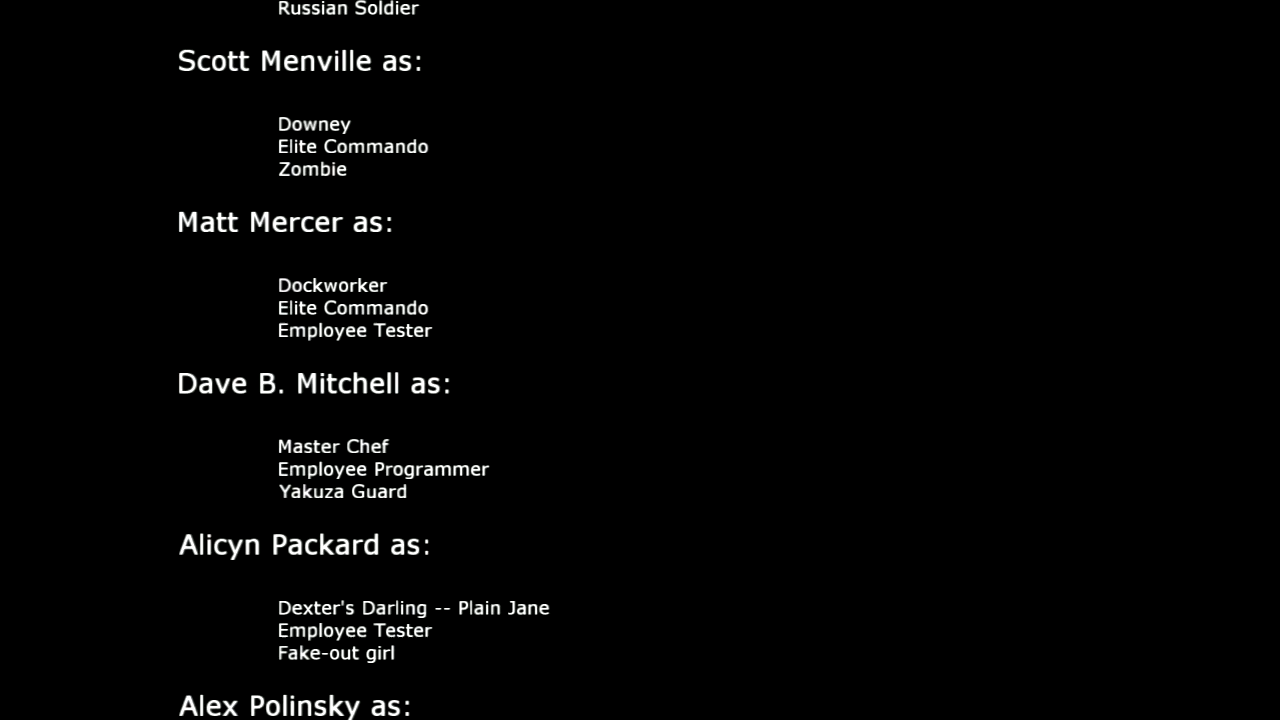 Russian Soldier
Scott Menville as:
Downey
Elite Commando
Zombie
Matt Mercer as:
Dockworker
Elite Commando
Employee Tester
Dave B. Mitchell as:
Master Chef
Employee Programmer
Yakuza Guard
Alicyn Packard as:
Dexter's Darling -- Plain Jane
Employee Tester
Fake-out girl
Alex Polinsky as: